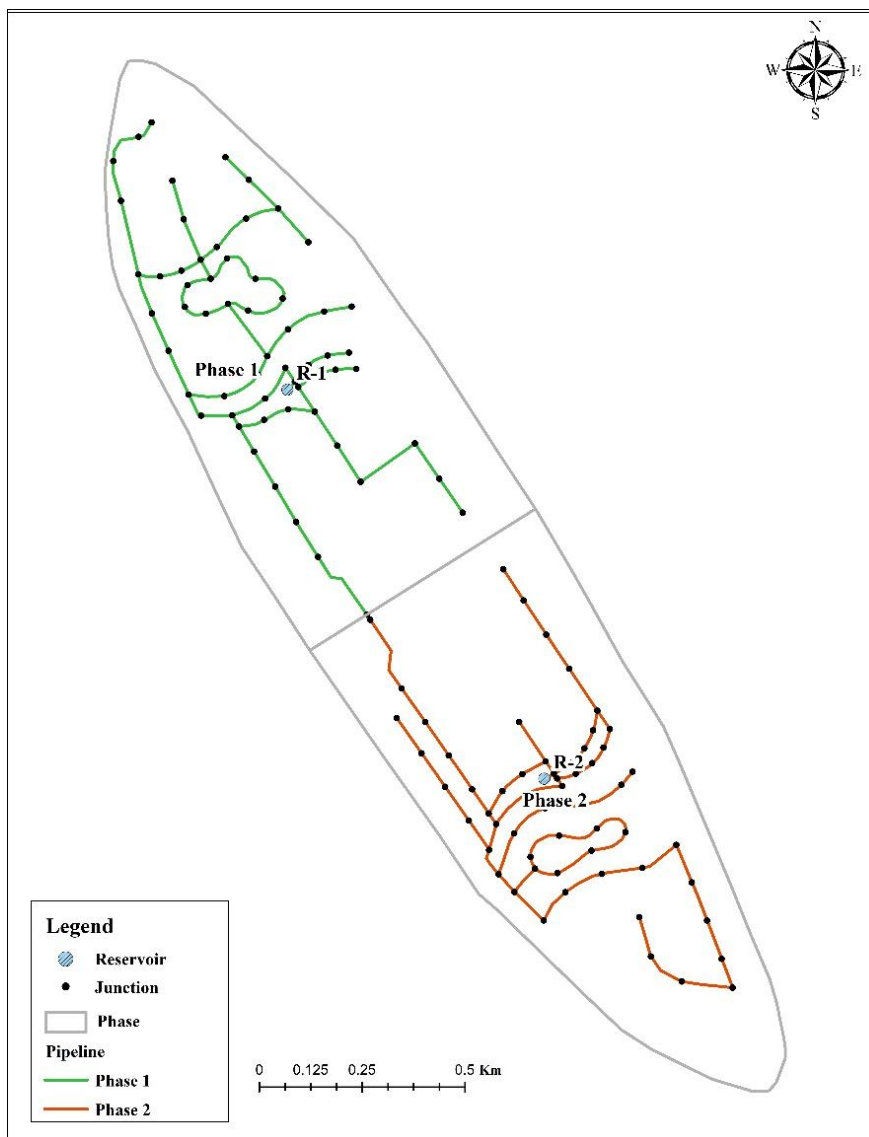 N
W E
S
Phase 1
R-1
R-2
Phase 2
Legend
Reservoir
Junction
Phase
Pipeline
Phase 1
Phase 2
0 0.125 0.25 0.5 Km